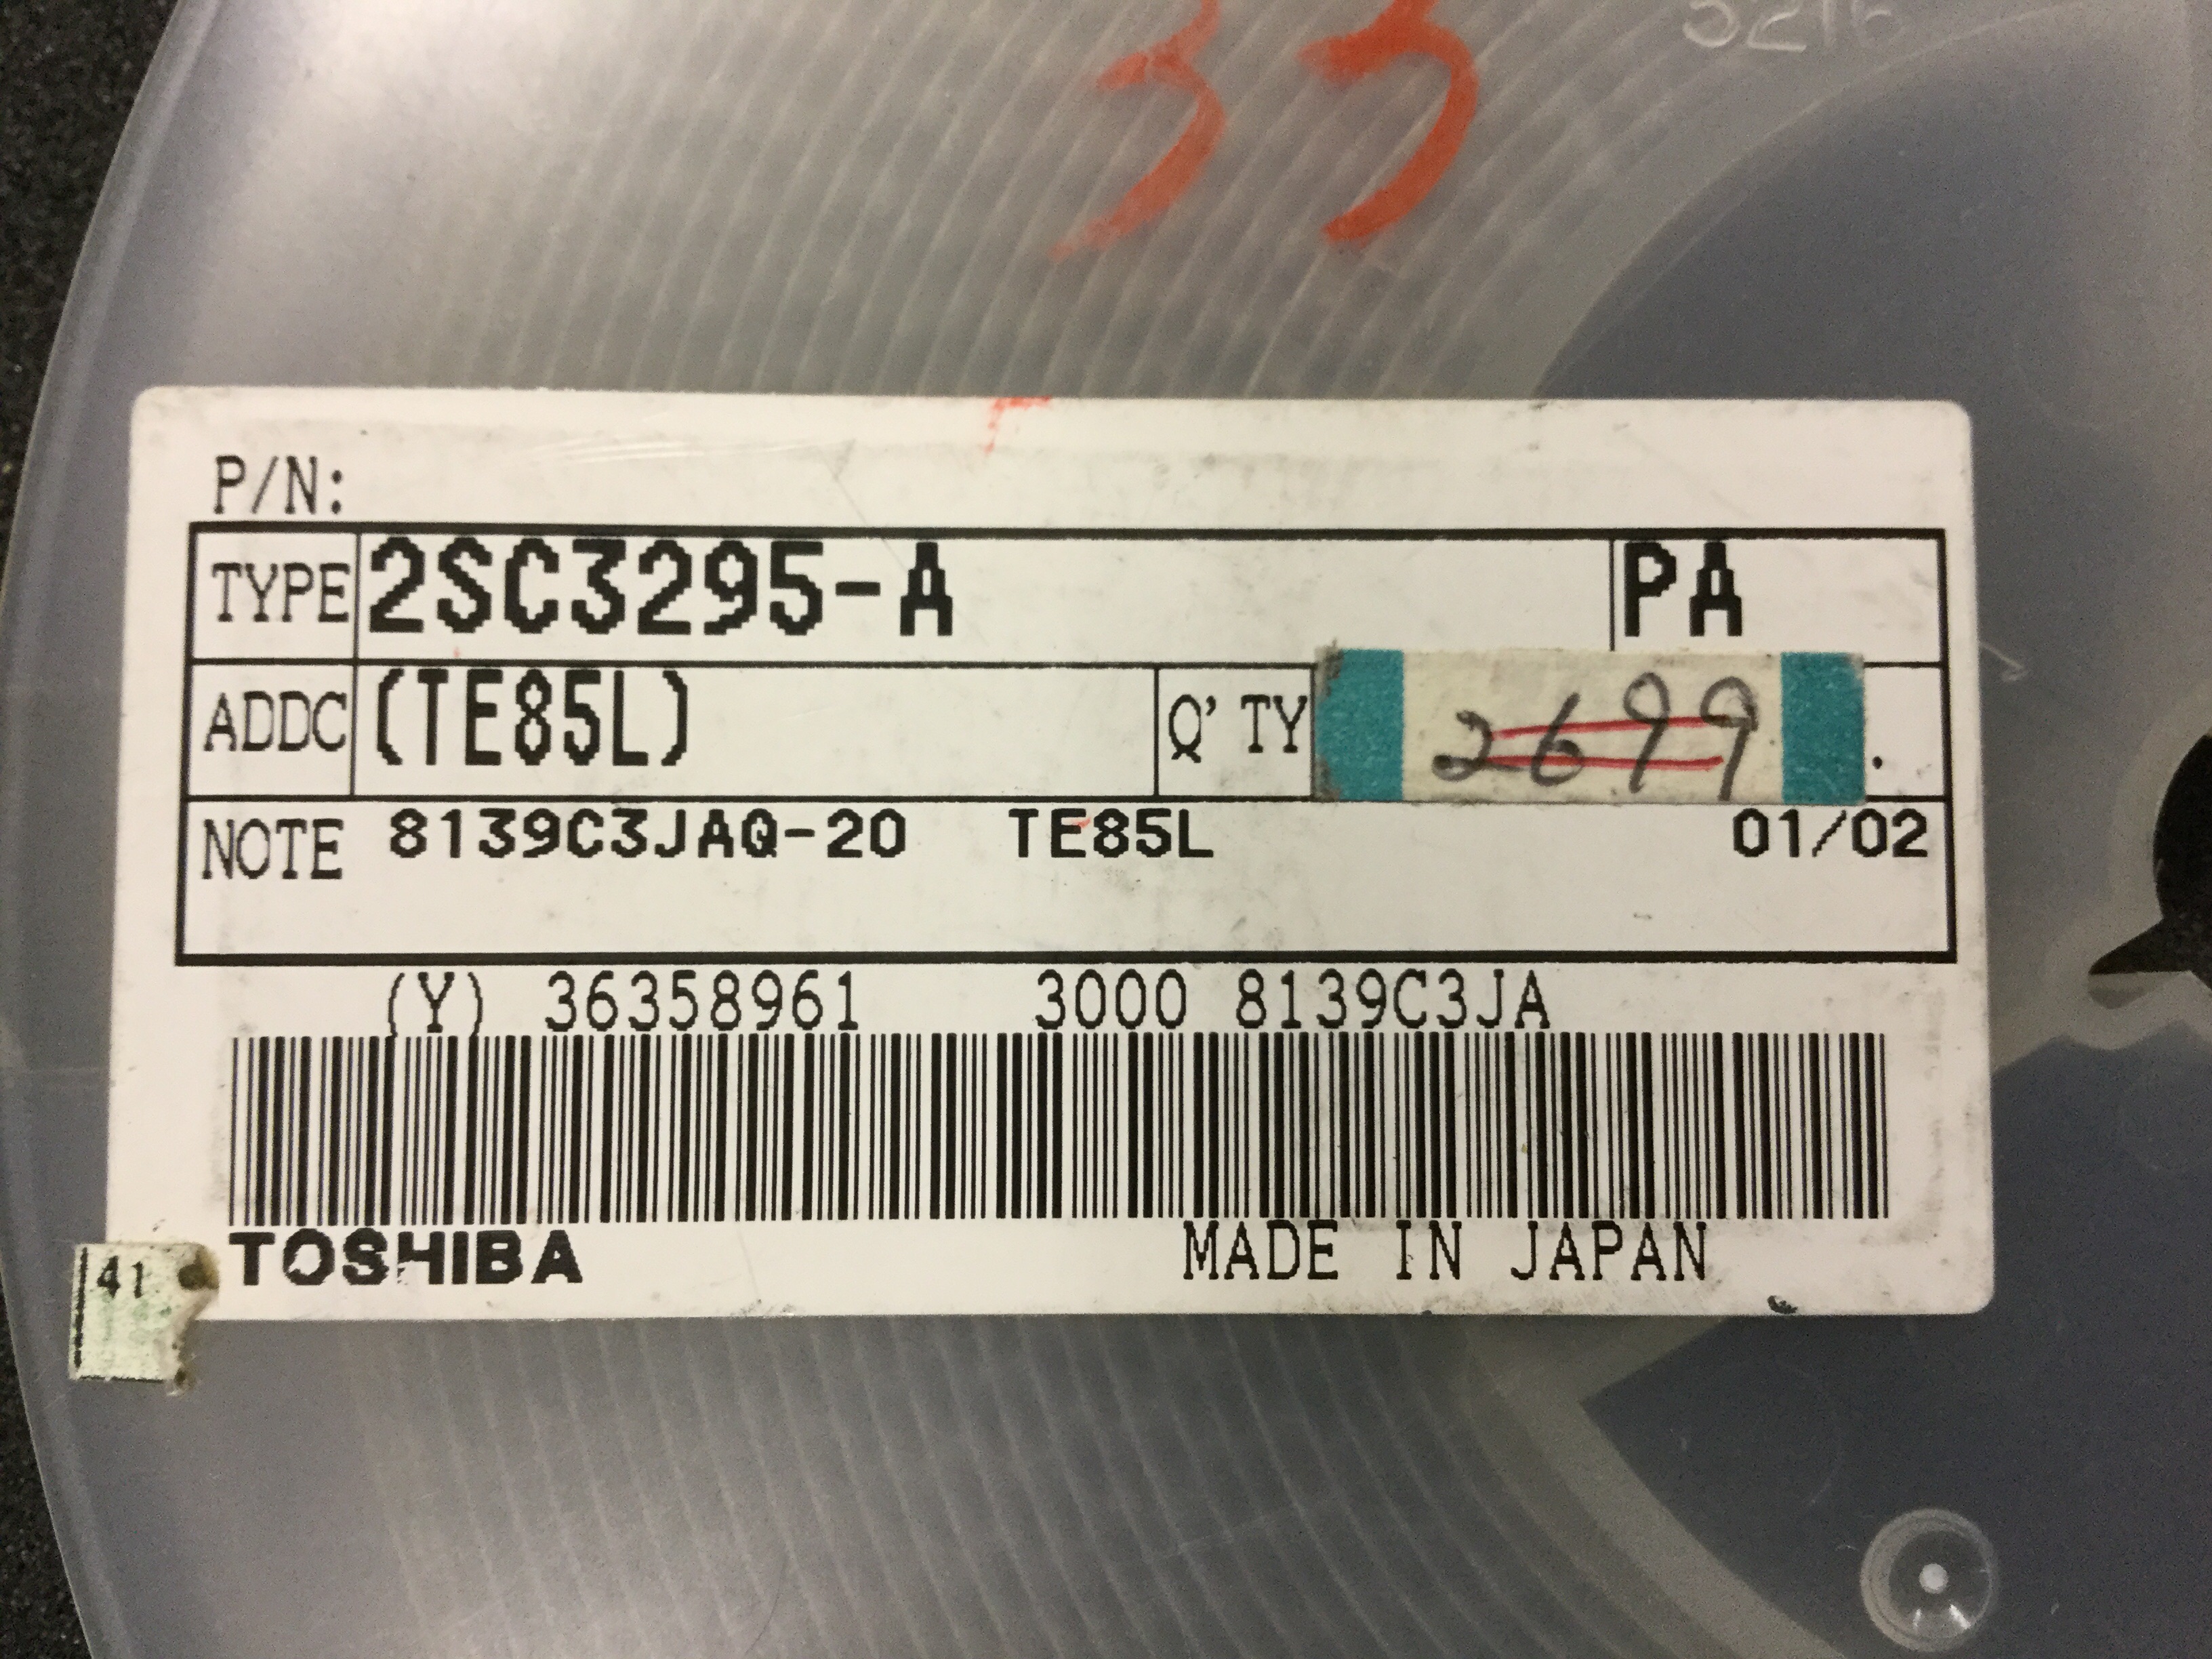 33
3216
P/N:
TYPE 2SC3295-A PA
ADDC (TE85L) Q'TY 2699 .
NOTE 8139C3JAQ-20 TE85L 01/02
(Y) 36358961 3000 8139C3JA
TOSHIBA MADE IN JAPAN
41